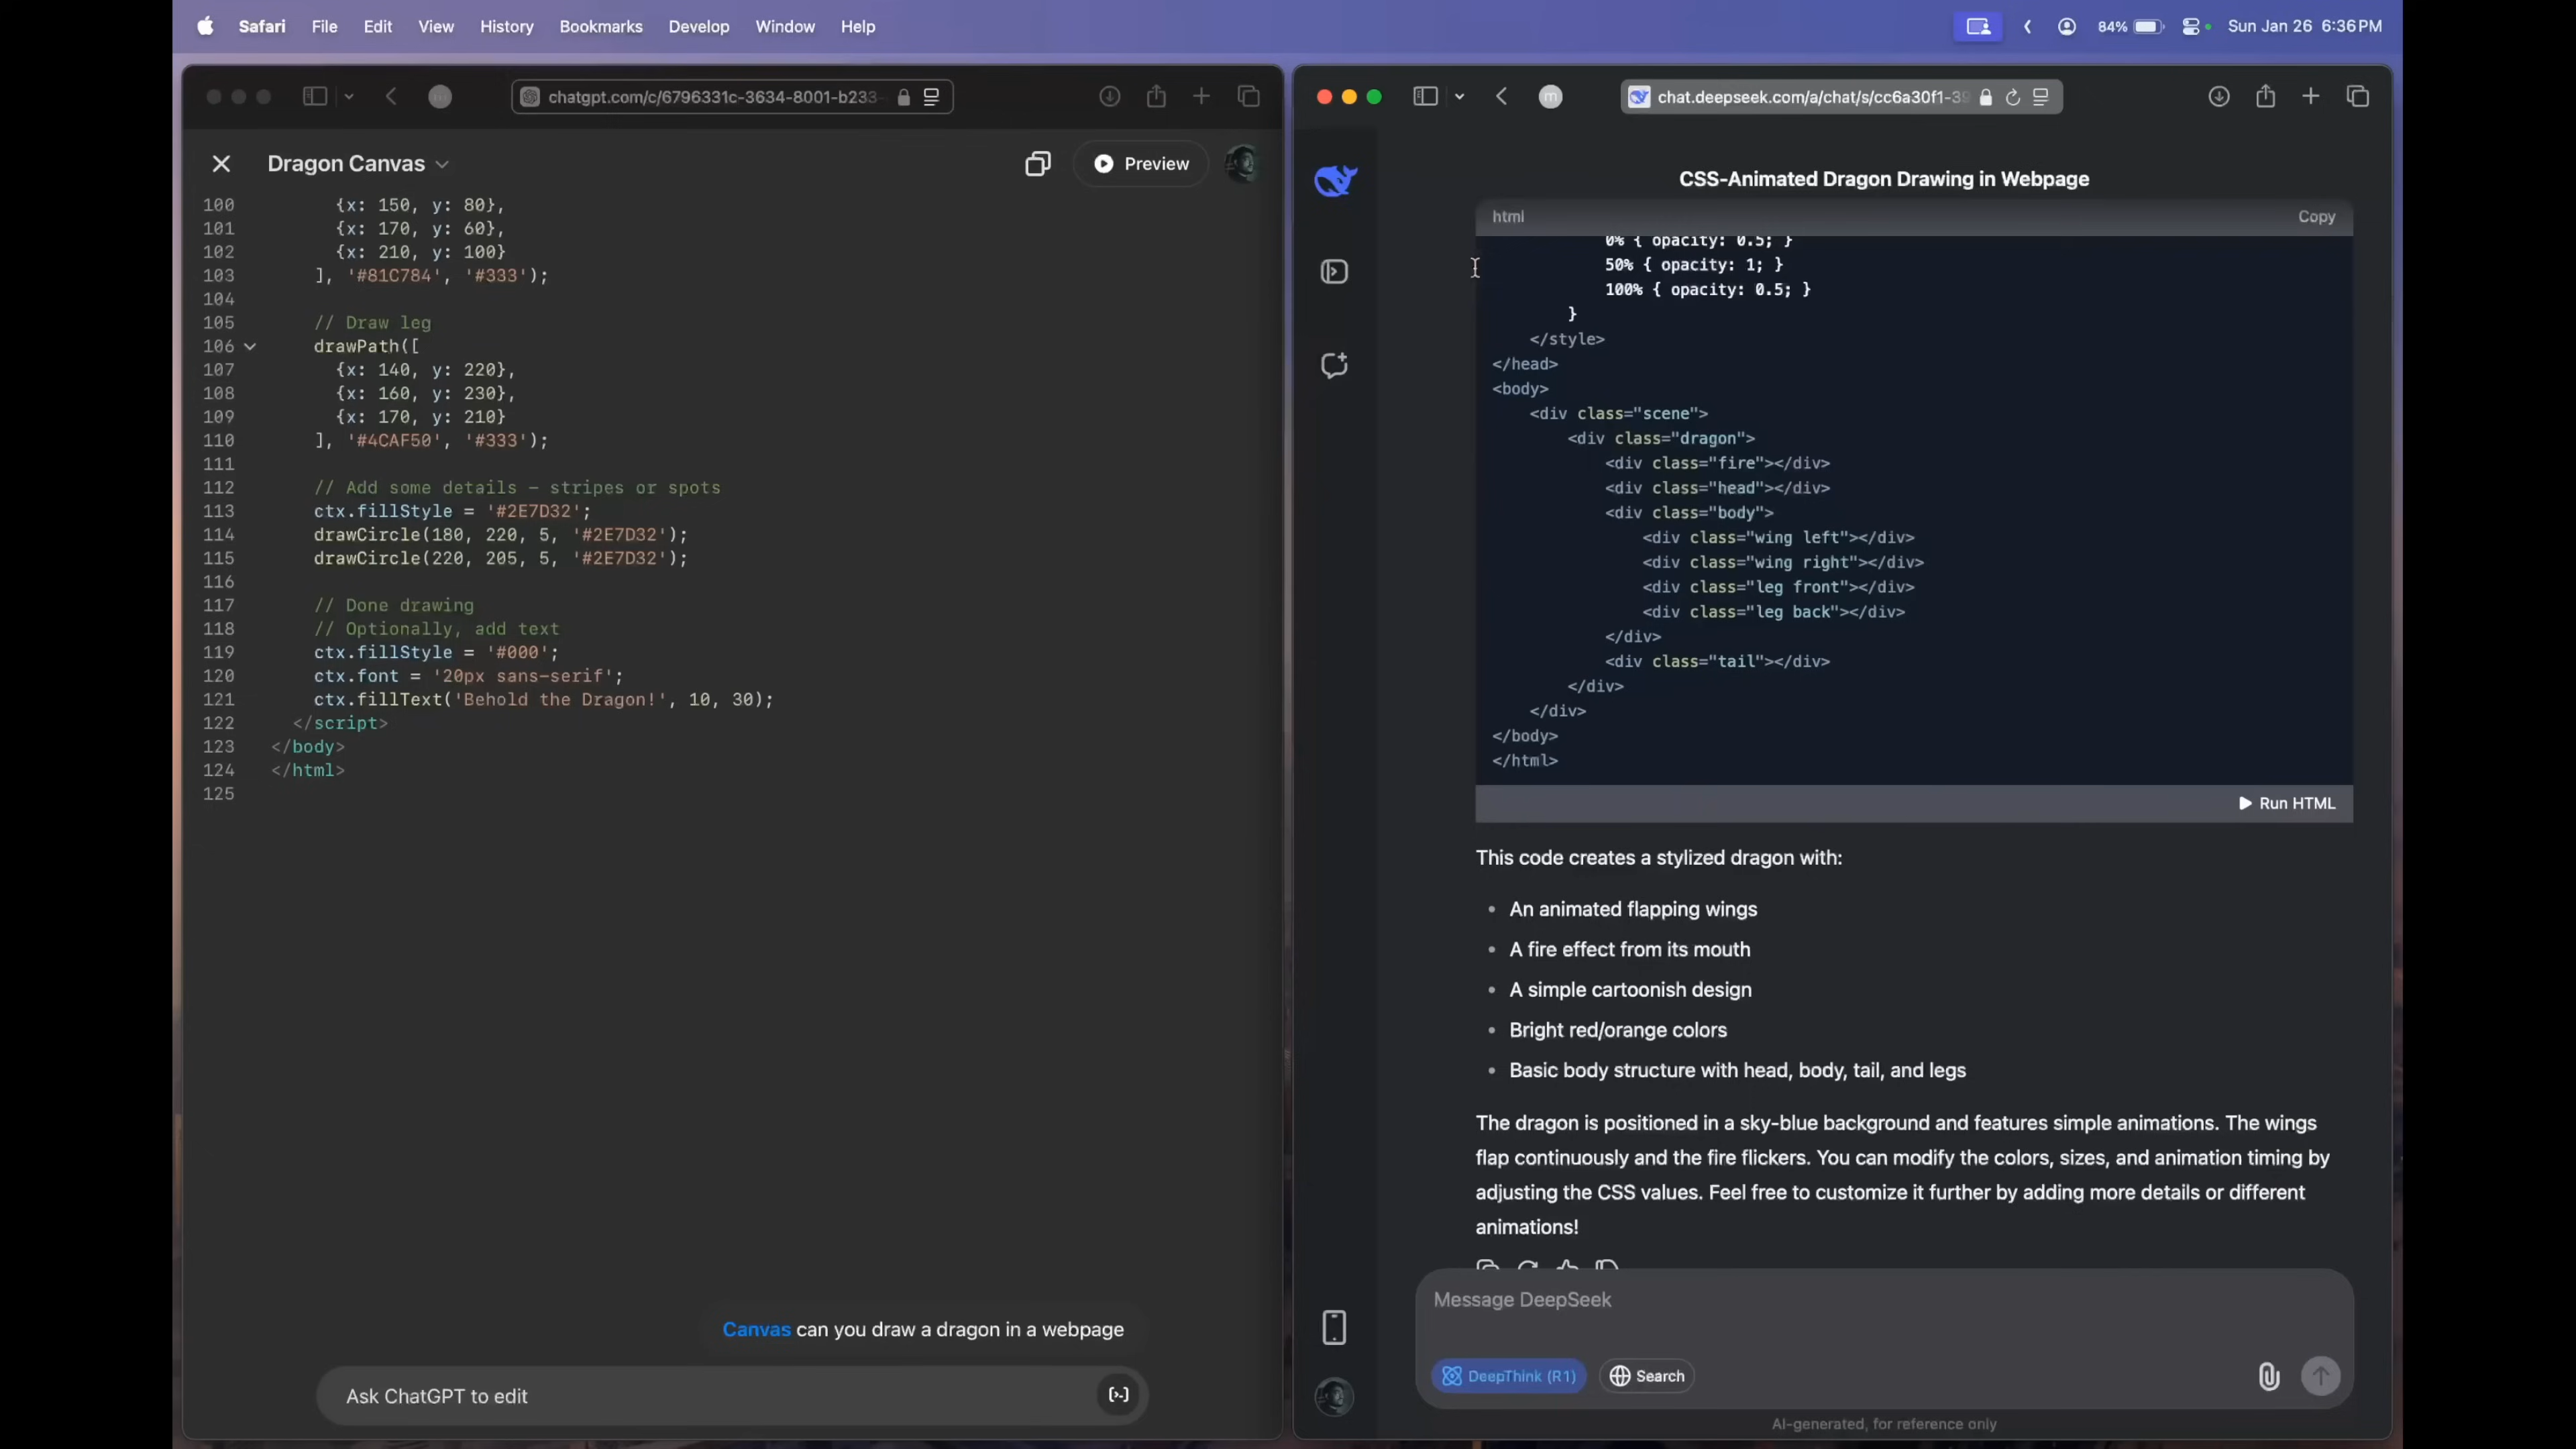 Safari File Edit View History Bookmarks Develop Window Help
84% Sun Jan 26 6:36 PM
chatgpt.com/c/6796331c-3634-8001-b233-
Dragon Canvas
Preview
100 {x: 150, y: 80},
101 {x: 170, y: 60},
102 {x: 210, y: 100}
103 ], '#81C784', '#333');
104
105 // Draw leg
106 drawPath([
107 {x: 140, y: 220},
108 {x: 160, y: 230},
109 {x: 170, y: 210}
110 ], '#4CAF50', '#333');
111
112 // Add some details – stripes or spots
113 ctx.fillStyle = '#2E7D32';
114 drawCircle(180, 220, 5, '#2E7D32');
115 drawCircle(220, 205, 5, '#2E7D32');
116
117 // Done drawing
118 // Optionally, add text
119 ctx.fillStyle = '#000';
120 ctx.font = '20px sans-serif';
121 ctx.fillText('Behold the Dragon!', 10, 30);
122 </script>
123 </body>
124 </html>
125
Canvas can you draw a dragon in a webpage
Ask ChatGPT to edit
m
chat.deepseek.com/a/chat/s/cc6a30f1-39
CSS-Animated Dragon Drawing in Webpage
html
Copy
0% { opacity: 0.5; }
50% { opacity: 1; }
100% { opacity: 0.5; }
}
</style>
</head>
<body>
<div class="scene">
<div class="dragon">
<div class="fire"></div>
<div class="head"></div>
<div class="body">
<div class="wing left"></div>
<div class="wing right"></div>
<div class="leg front"></div>
<div class="leg back"></div>
</div>
<div class="tail"></div>
</div>
</div>
</body>
</html>
Run HTML
This code creates a stylized dragon with:
• An animated flapping wings
• A fire effect from its mouth
• A simple cartoonish design
• Bright red/orange colors
• Basic body structure with head, body, tail, and legs
The dragon is positioned in a sky-blue background and features simple animations. The wings
flap continuously and the fire flickers. You can modify the colors, sizes, and animation timing by
adjusting the CSS values. Feel free to customize it further by adding more details or different
animations!
Message DeepSeek
DeepThink (R1)
Search
AI-generated, for reference only